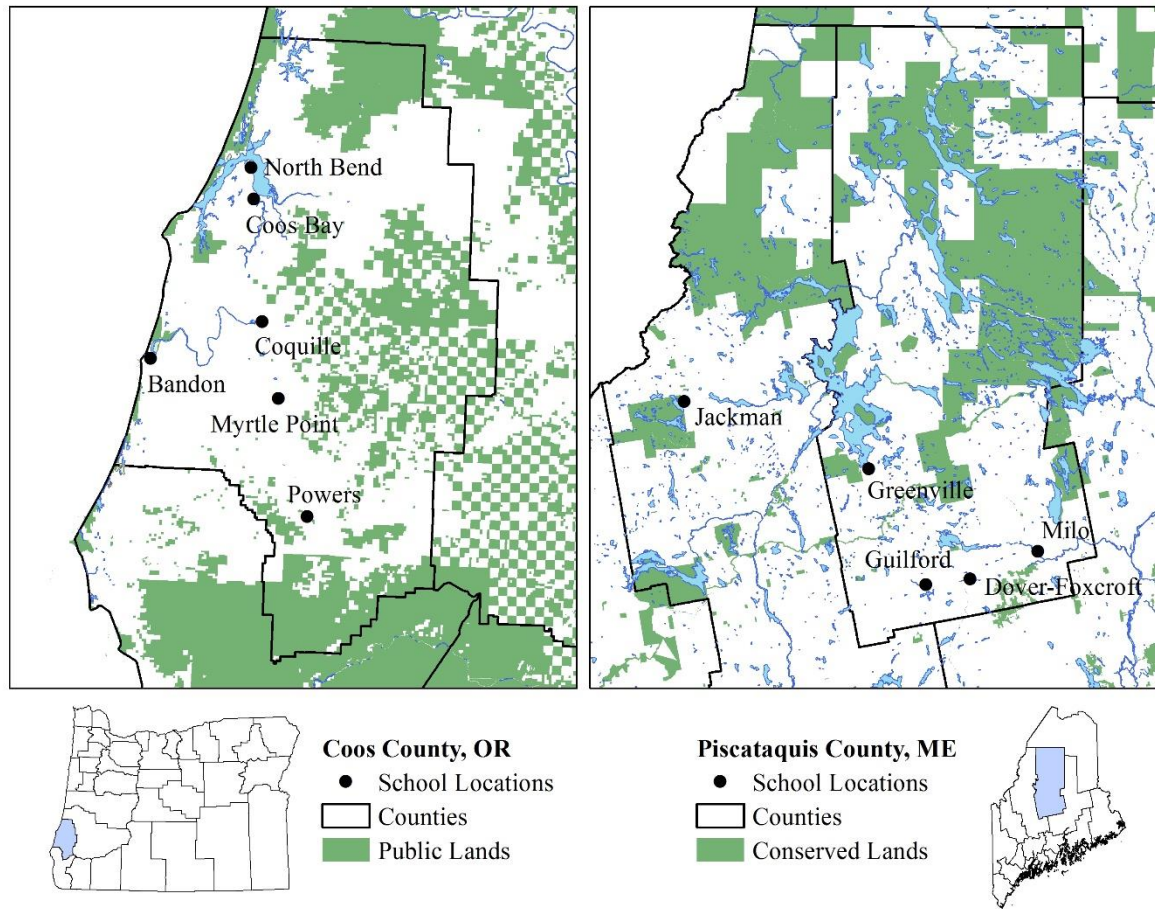 North Bend
Coos Bay
Coquille
Bandon
Myrtle Point
Powers
Jackman
Greenville
Milo
Guilford
Dover-Foxcroft
Coos County, OR
School Locations
Counties
Public Lands
Piscataquis County, ME
School Locations
Counties
Conserved Lands